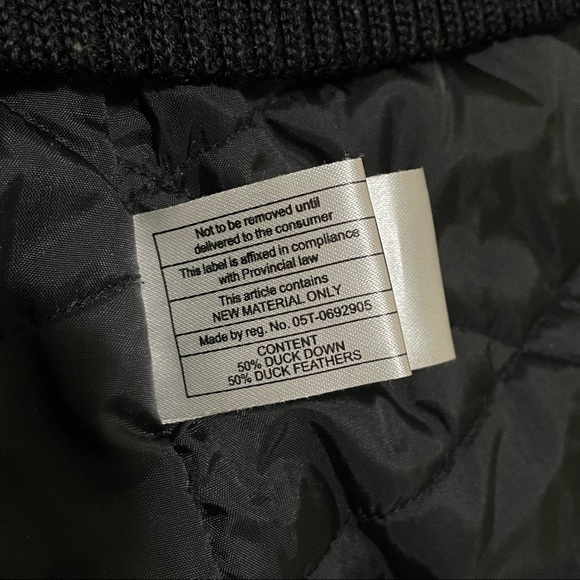 Not to be removed until
delivered to the consumer
This label is affixed in compliance
with Provincial law
This article contains
NEW MATERIAL ONLY
Made by reg. No. 05T-0692905
CONTENT
50% DUCK DOWN
50% DUCK FEATHERS